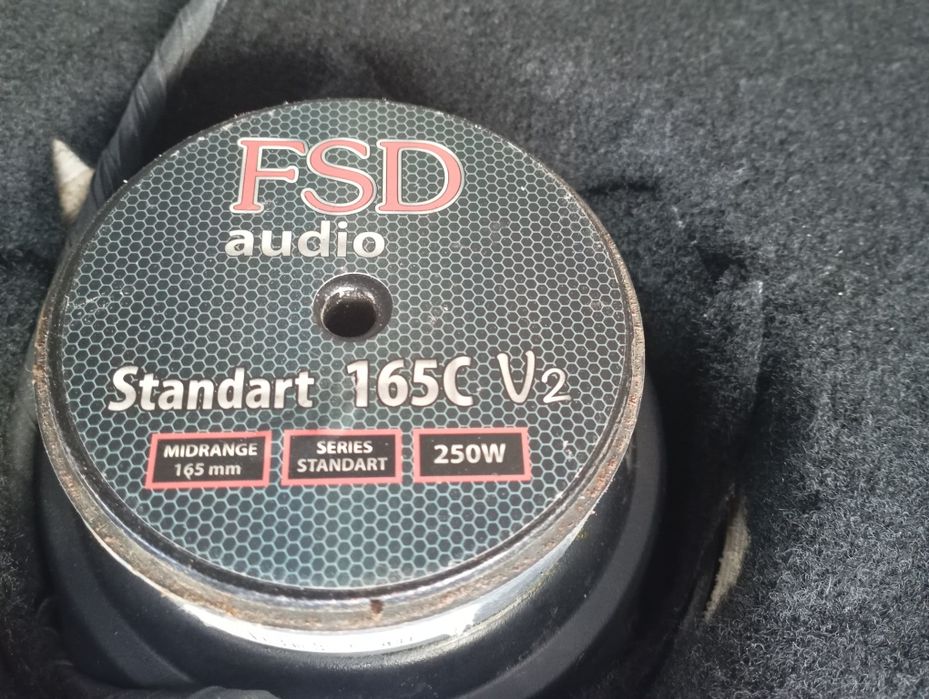 FSD
audio
Standart 165C V2
MIDRANGE
165 mm
SERIES
STANDART
250W